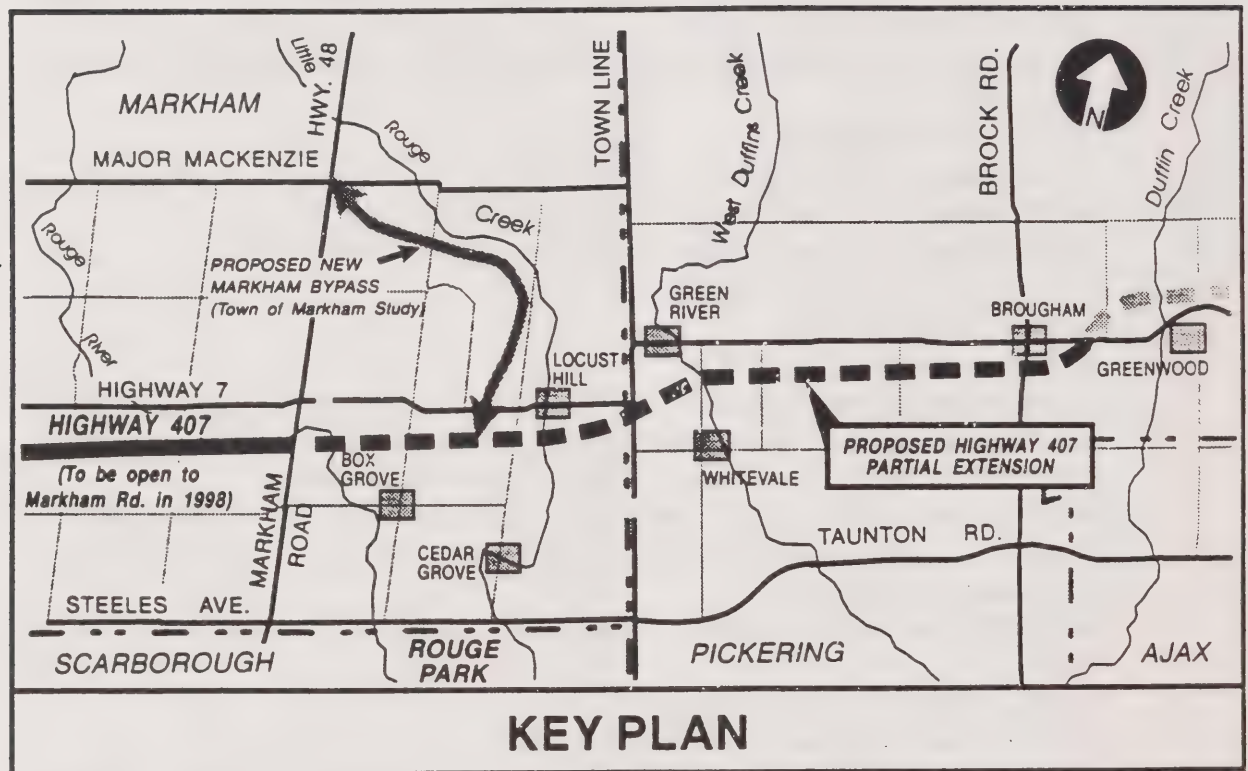 MARKHAM
MAJOR MACKENZIE
Little
HWY. 48
Rouge
Creek
TOWN LINE
West Duffins Creek
BROCK RD.
N
Duffin Creek
Rouge
River
PROPOSED NEW
MARKHAM BYPASS
(Town of Markham Study)
GREEN
RIVER
BROUGHAM
GREENWOOD
LOCUST
HILL
HIGHWAY 7
HIGHWAY 407
(To be open to
Markham Rd. in 1998)
BOX
GROVE
WHITEVALE
PROPOSED HIGHWAY 407
PARTIAL EXTENSION
MARKHAM
ROAD
CEDAR
GROVE
TAUNTON RD.
STEELES AVE.
SCARBOROUGH
ROUGE
PARK
PICKERING
AJAX
KEY PLAN